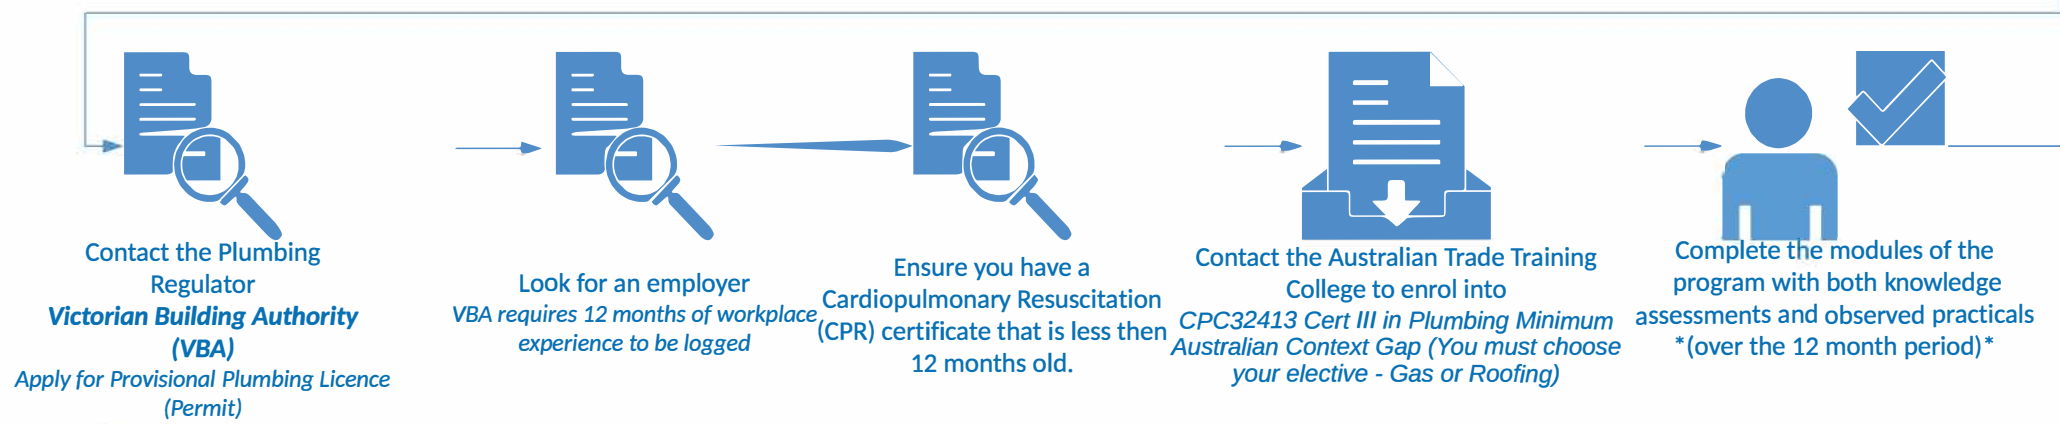 Contact the Plumbing
Regulator
Victorian Building Authority
(VBA)
Apply for Provisional Plumbing Licence
(Permit)
Look for an employer
VBA requires 12 months of workplace
experience to be logged
Ensure you have a
Cardiopulmonary Resuscitation
(CPR) certificate that is less then
12 months old.
Contact the Australian Trade Training
College to enrol into
CPC32413 Cert III in Plumbing Minimum
Australian Context Gap (You must choose
your elective - Gas or Roofing)
Complete the modules of the
program with both knowledge
assessments and observed practicals
*(over the 12 month period)*